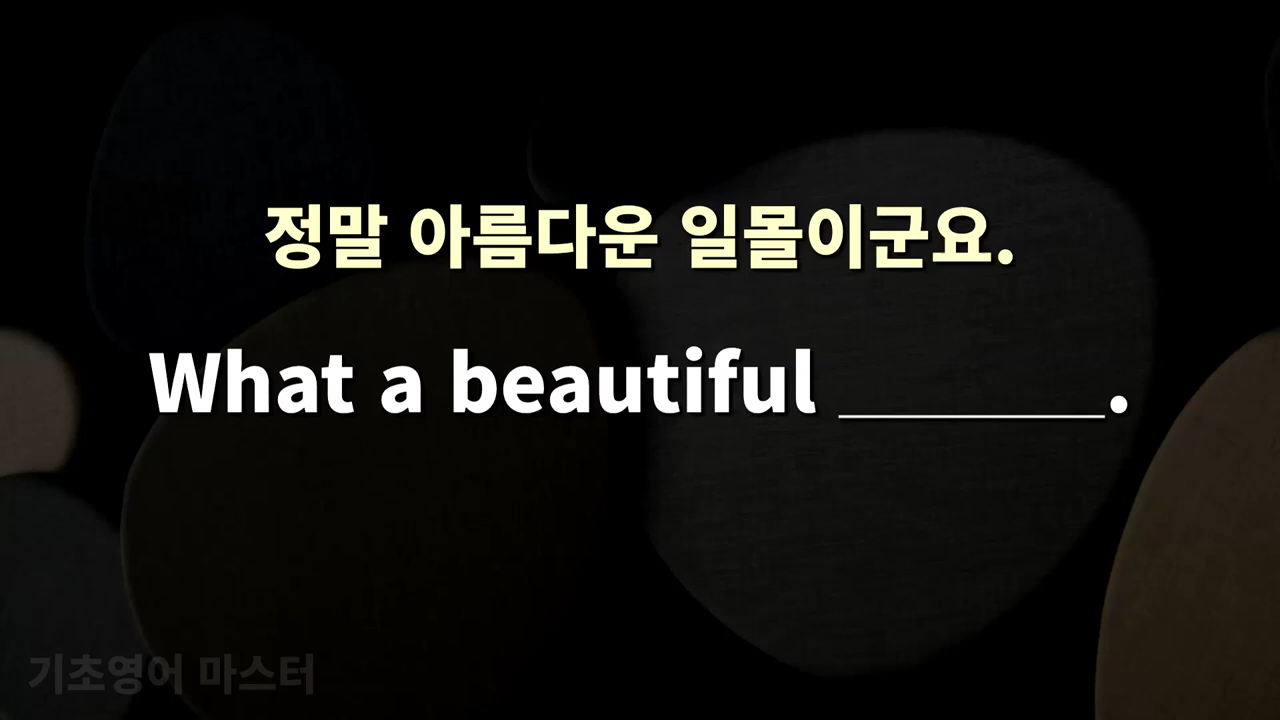 정말 아름다운 일몰이군요.
What a beautiful ______.
기초영어 마스터